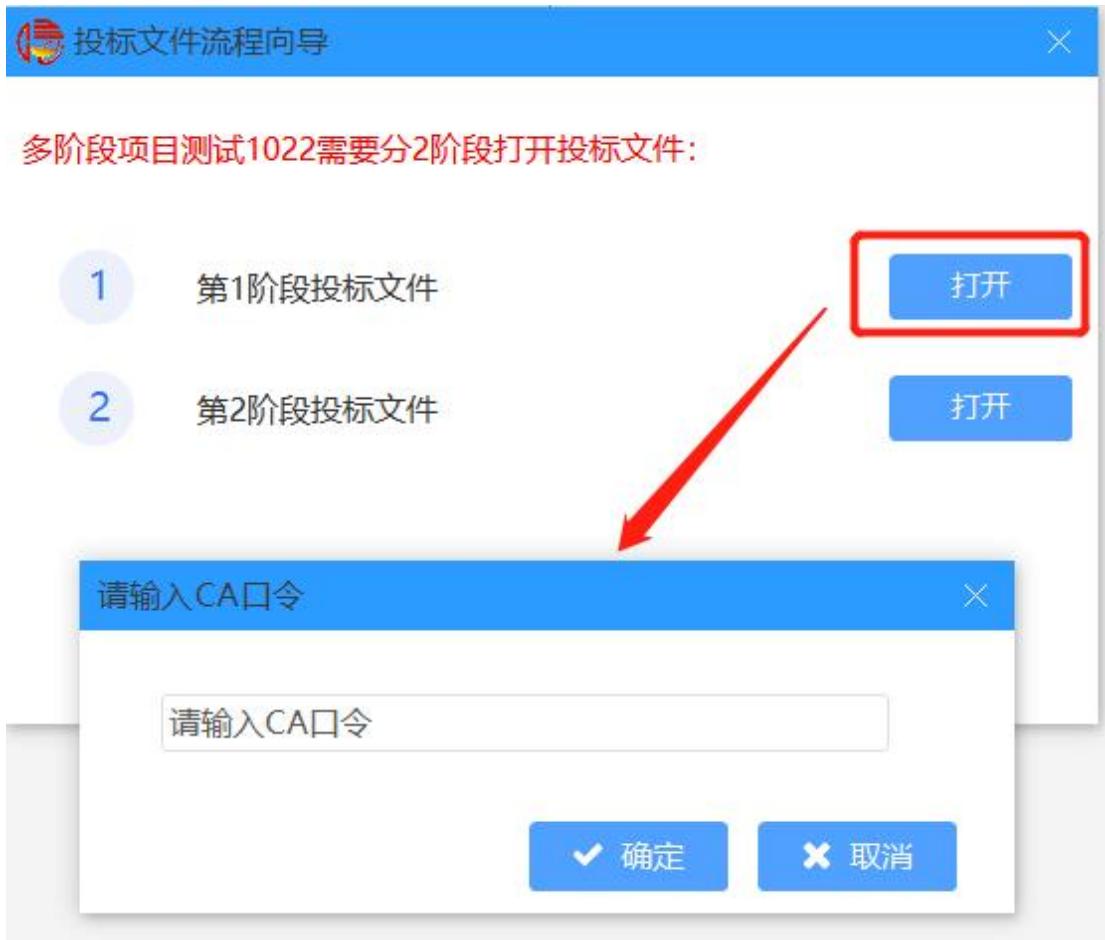 投标文件流程向导
多阶段项目测试1022需要分2阶段打开投标文件:
1 第1阶段投标文件 打开
2 第2阶段投标文件 打开
请输入CA口令
请输入CA口令
确定 取消